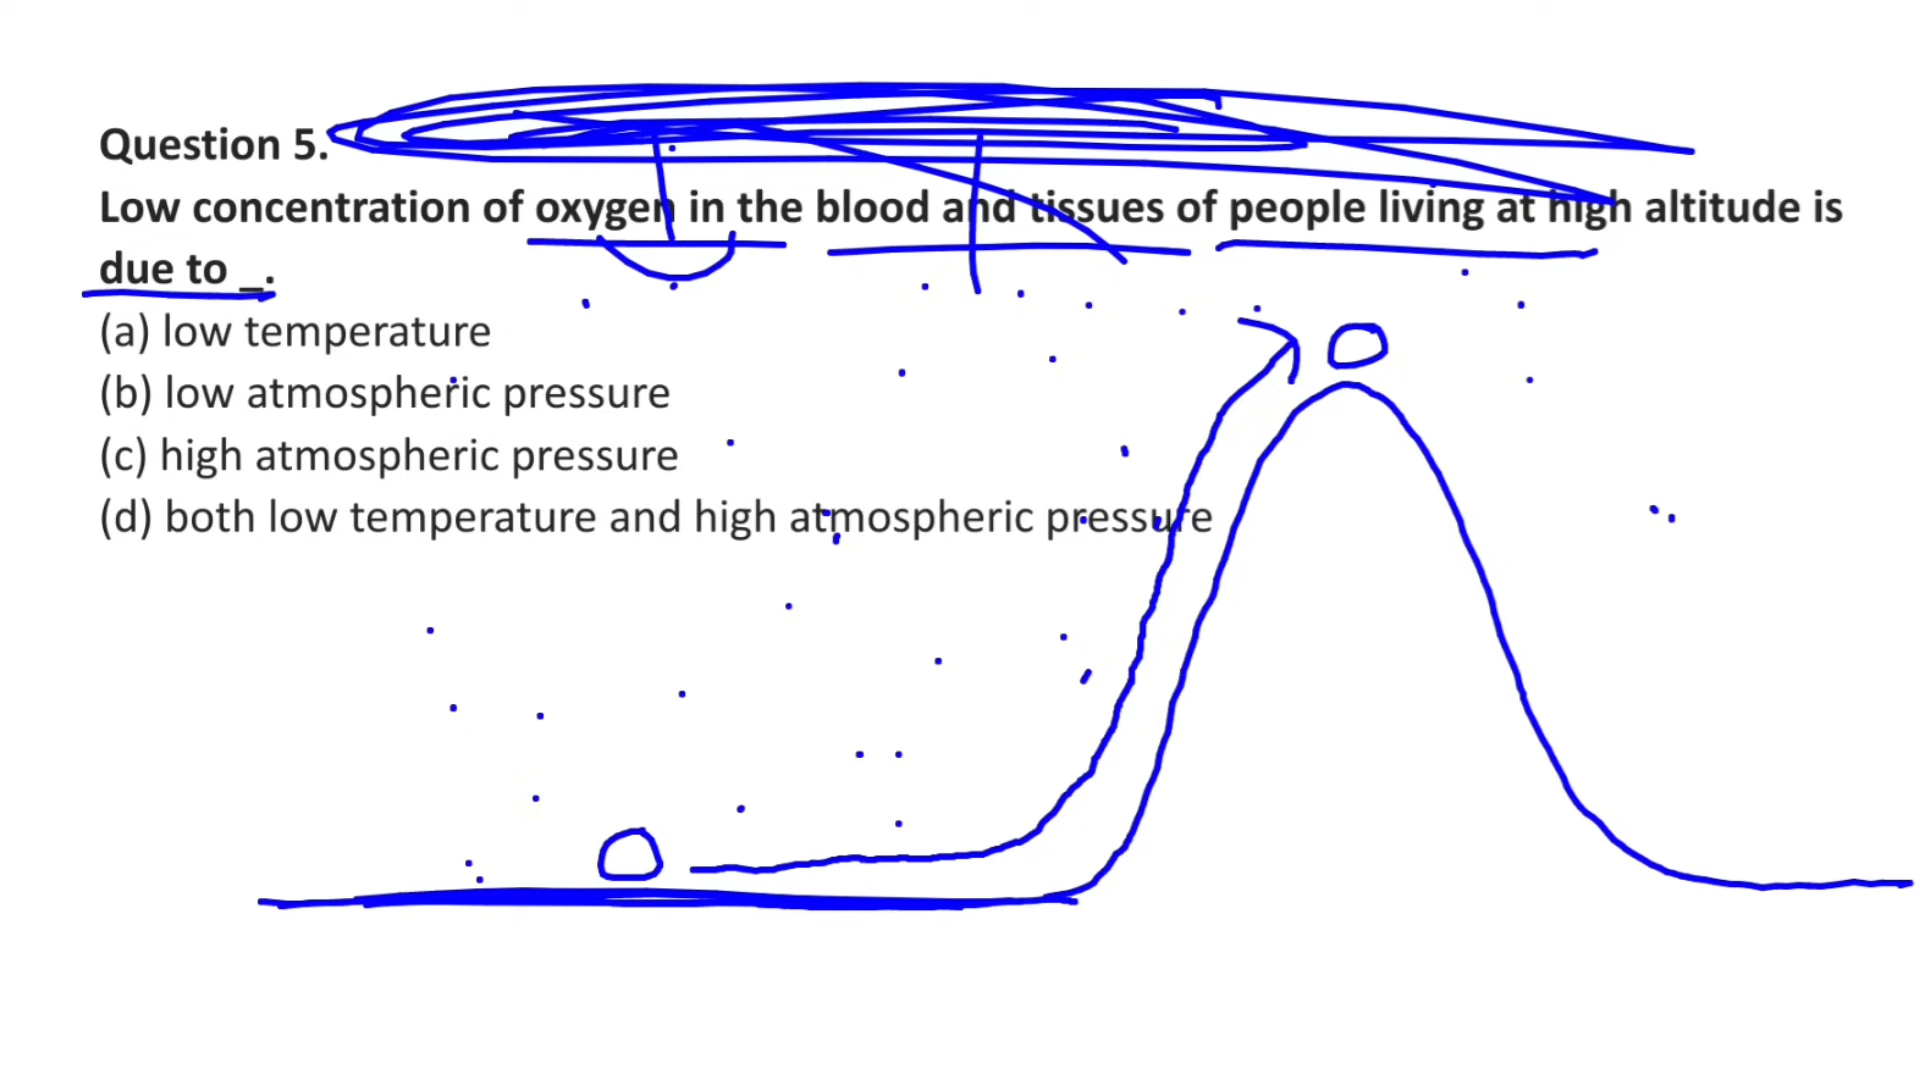 Question 5.
Low concentration of oxygen in the blood and tissues of people living at high altitude is
due to _.
(a) low temperature
(b) low atmospheric pressure
(c) high atmospheric pressure
(d) both low temperature and high atmospheric pressure